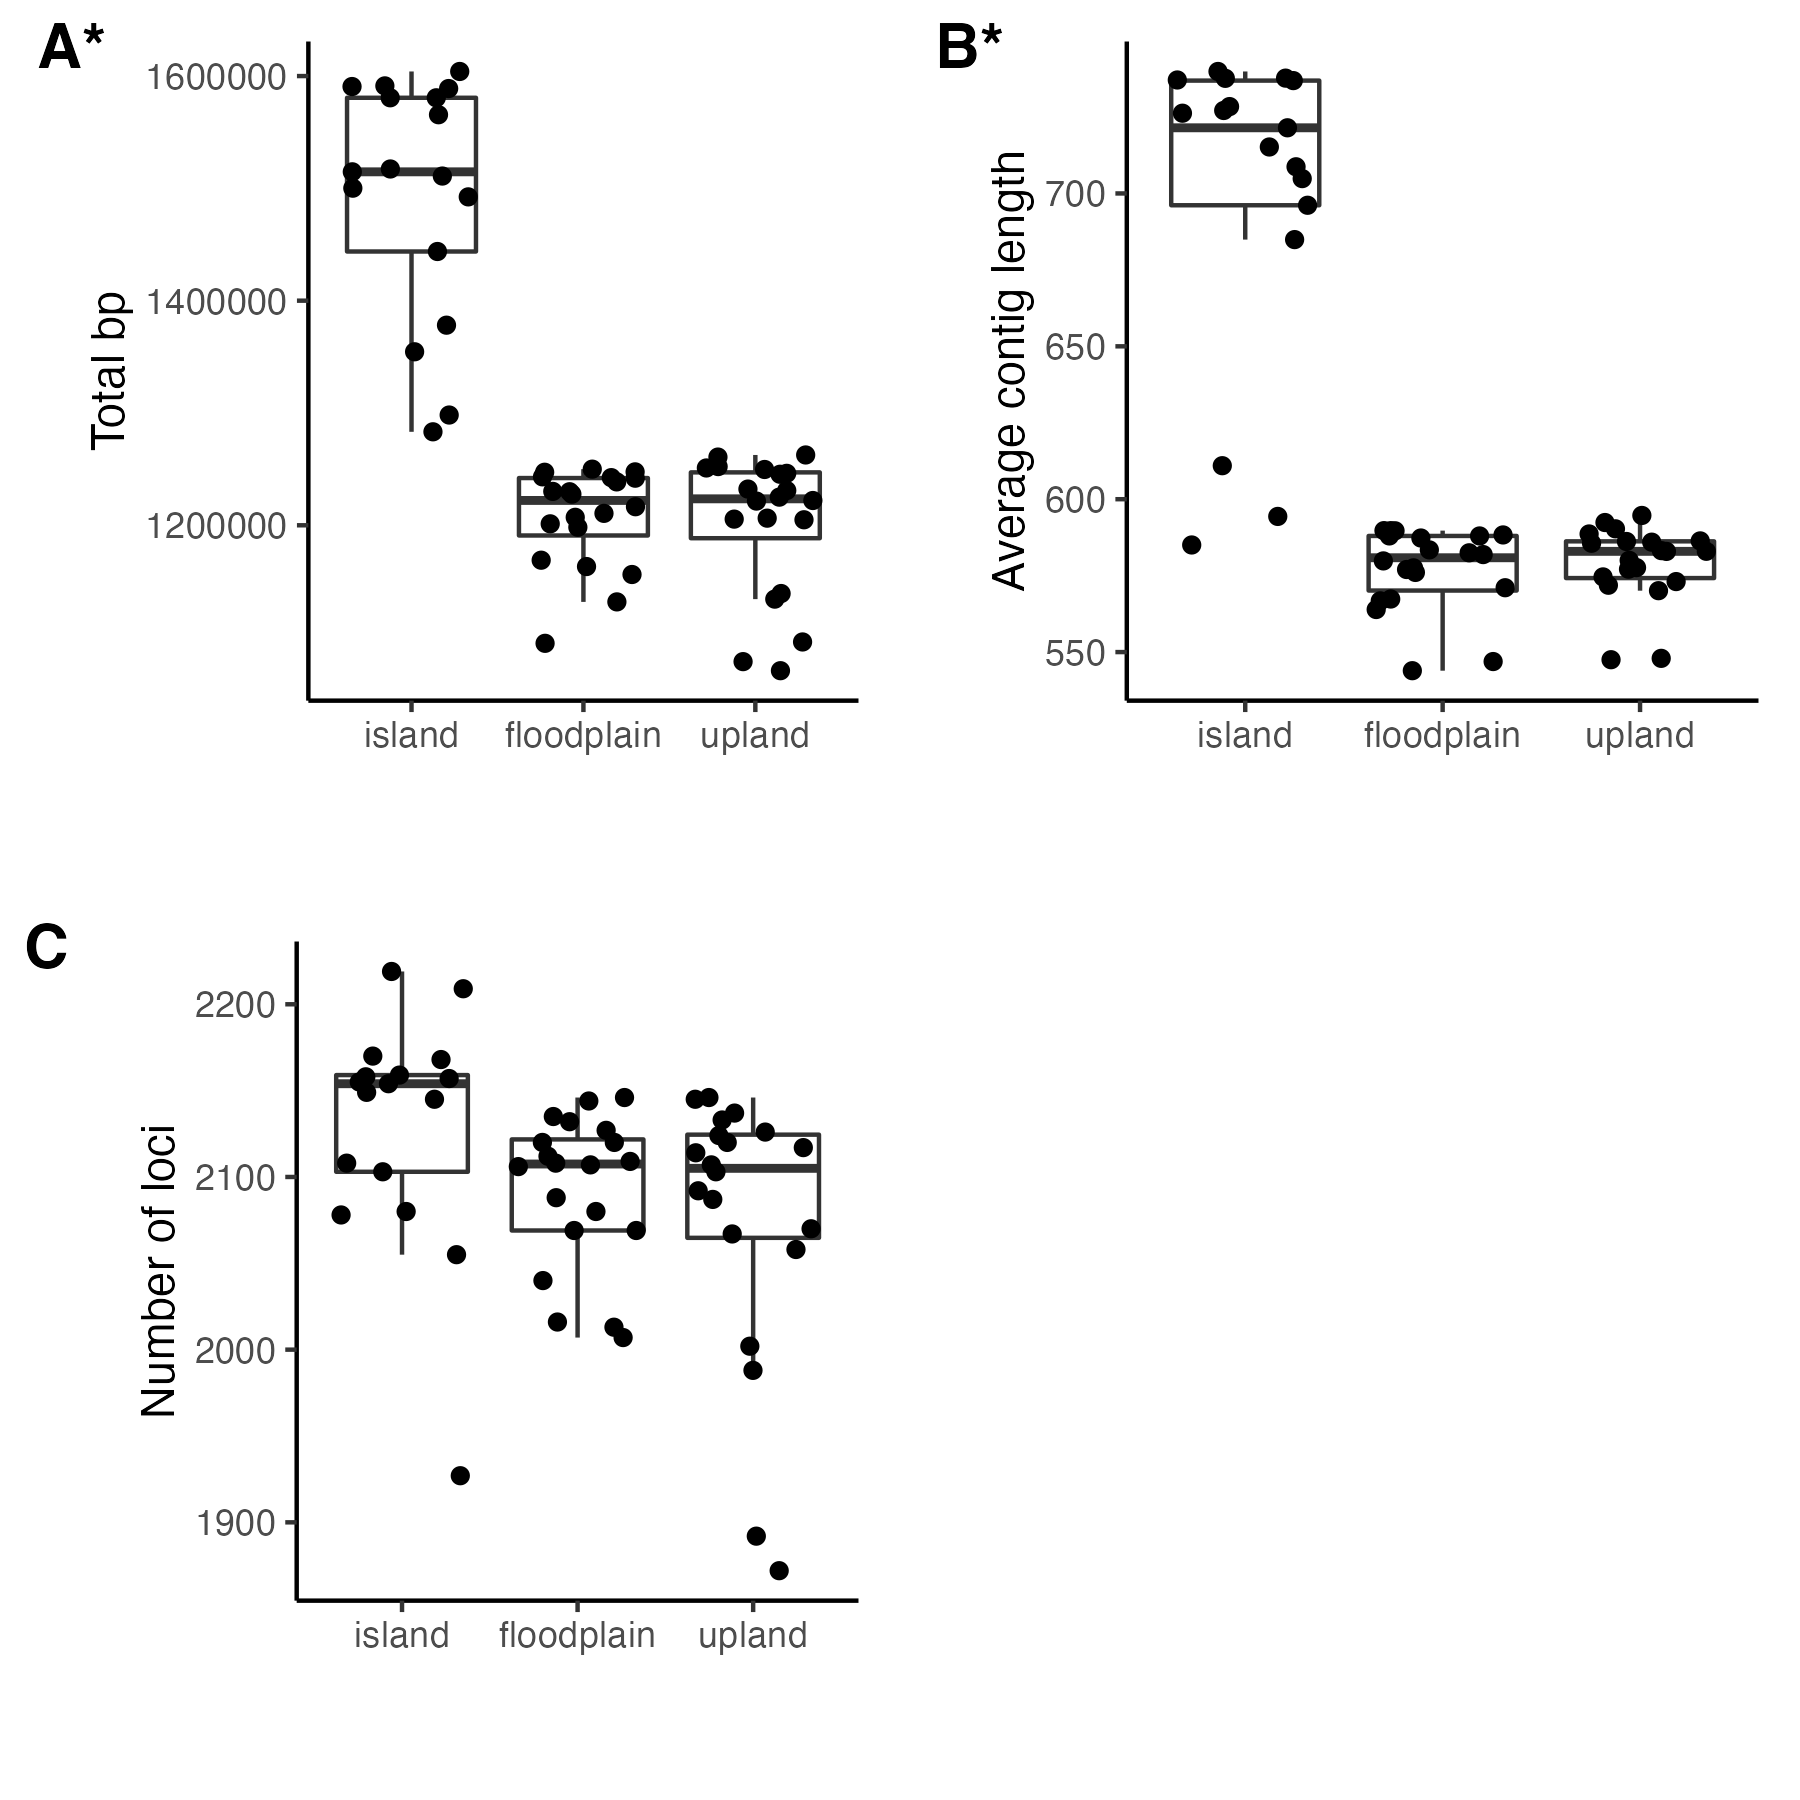 A*
Total bp
1600000
1400000
1200000
island floodplain upland
B*
Average contig length
700
650
600
550
island floodplain upland
C
Number of loci
2200
2100
2000
1900
island floodplain upland